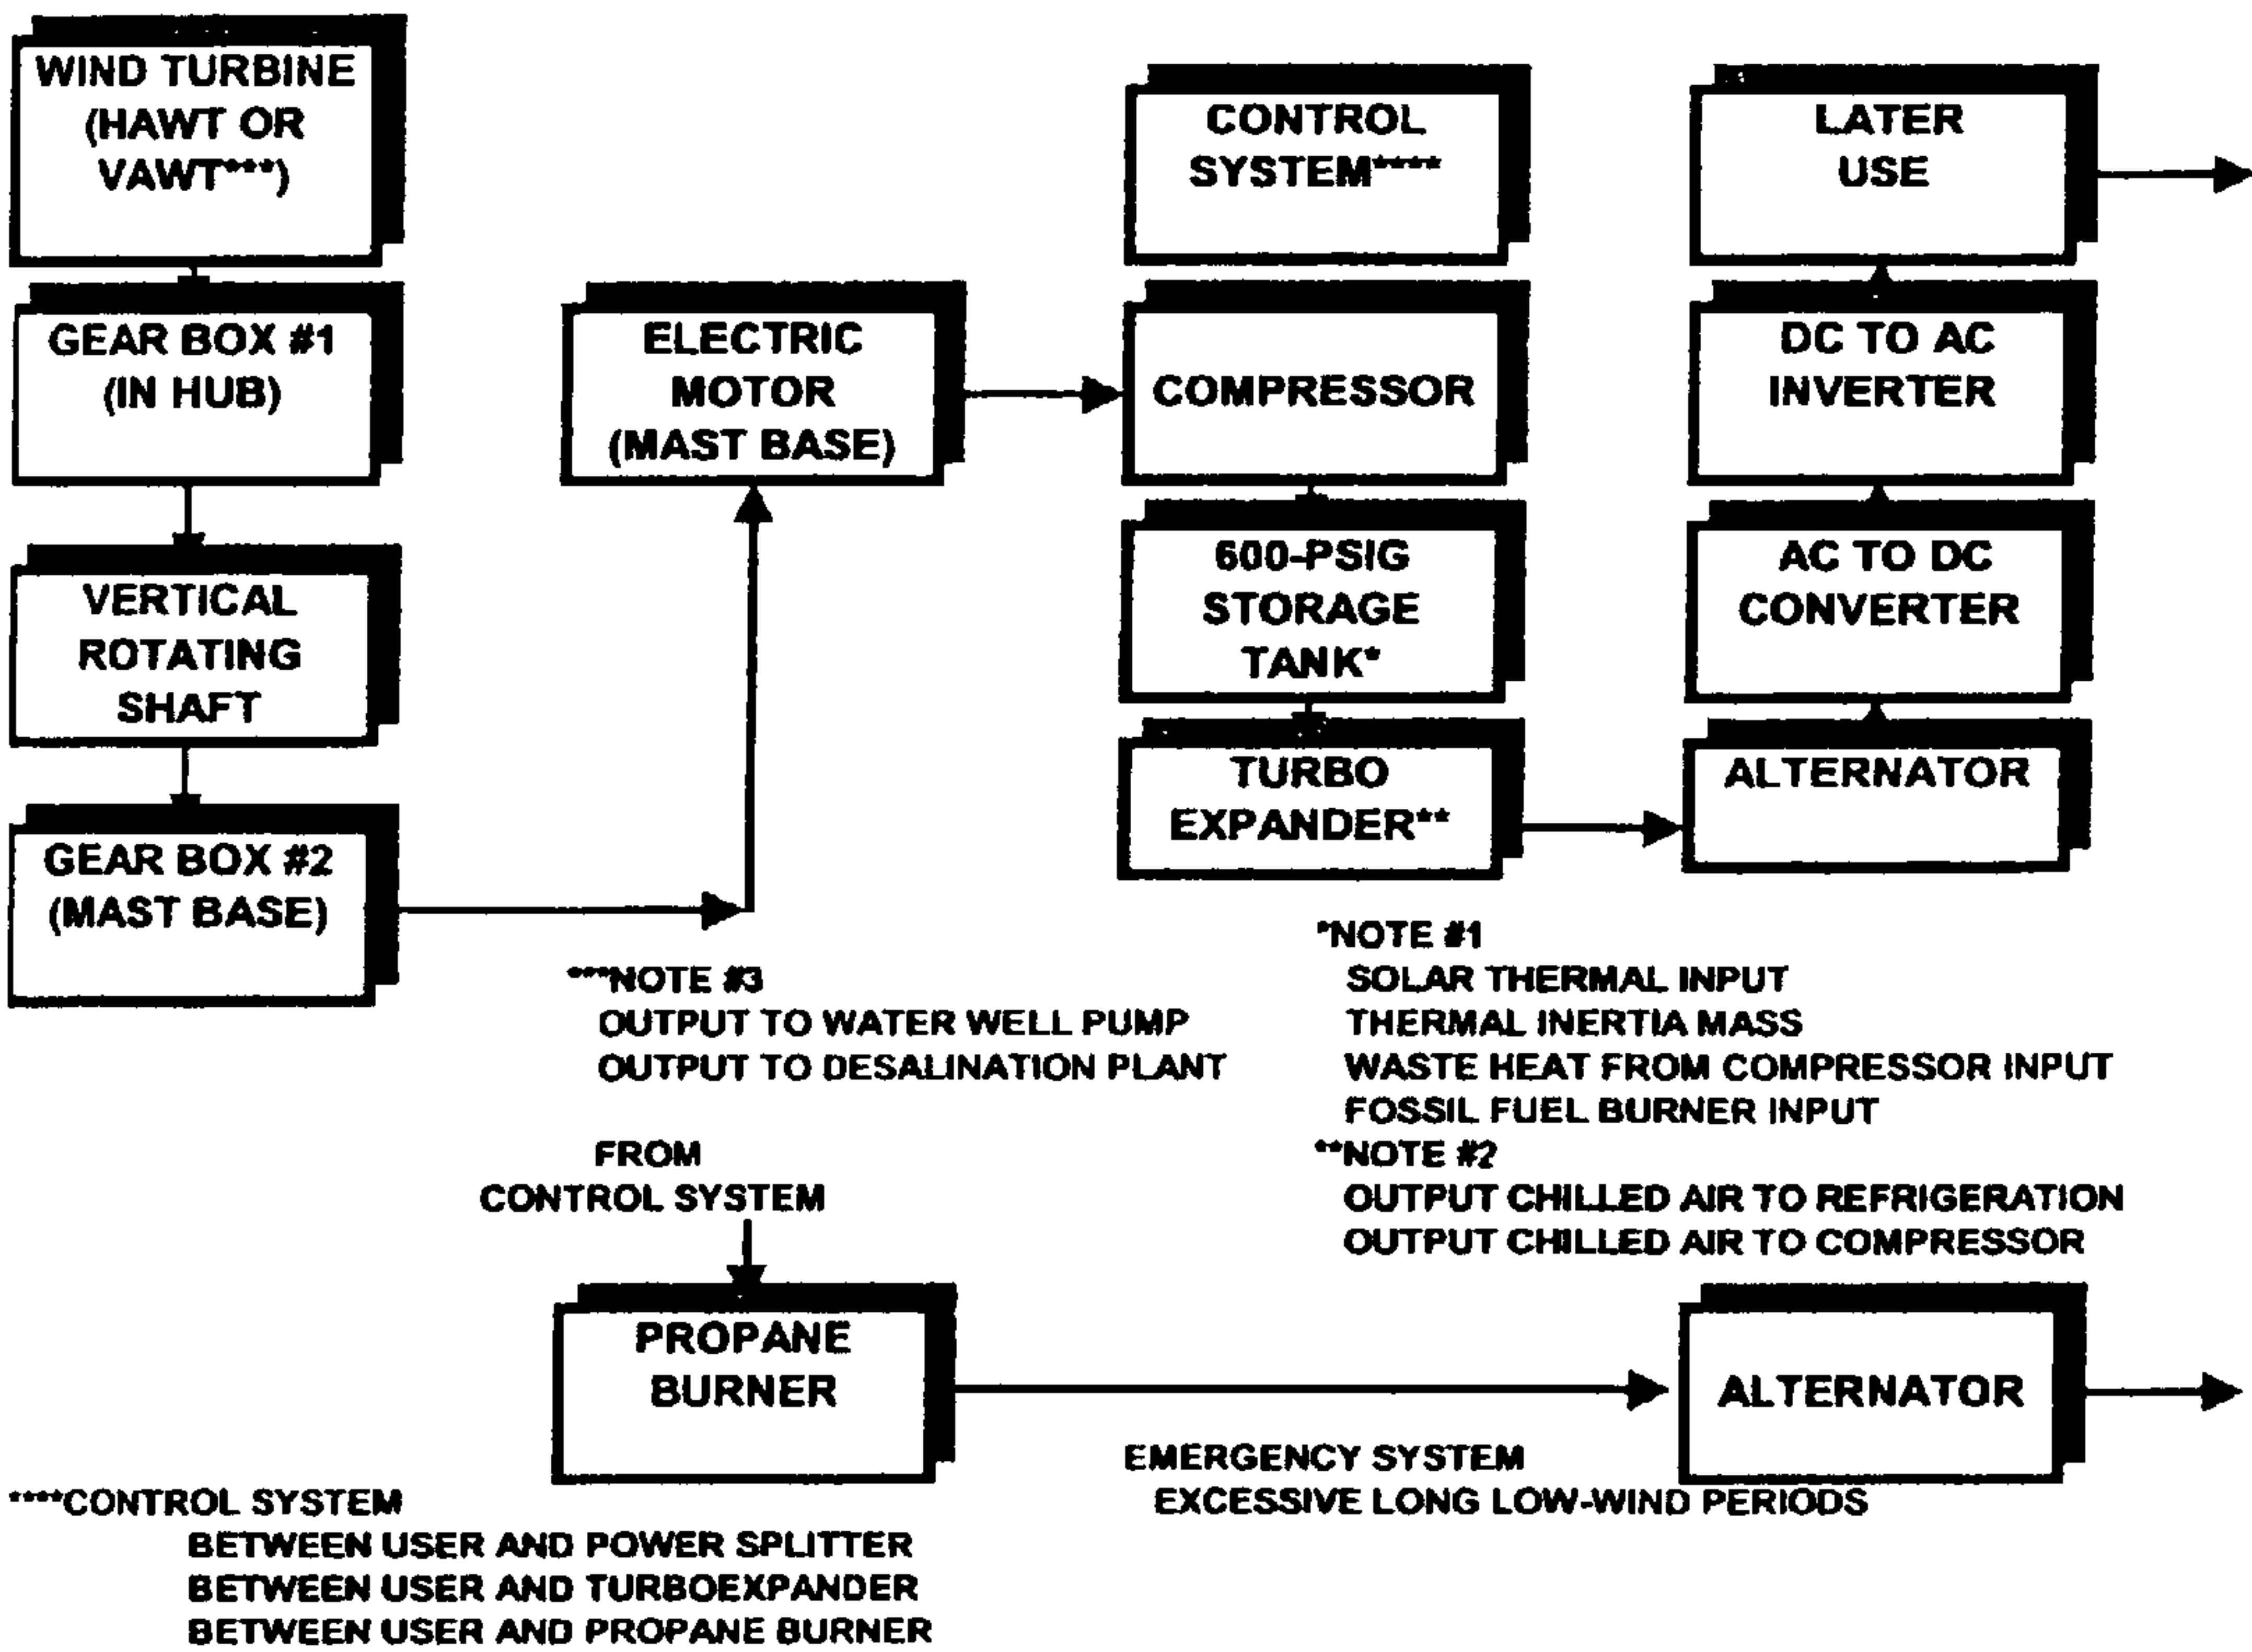 WIND TURBINE
(HAWT OR
VAWT***)
GEAR BOX #1
(IN HUB)
VERTICAL
ROTATING
SHAFT
GEAR BOX #2
(MAST BASE)
ELECTRIC
MOTOR
(MAST BASE)
CONTROL
SYSTEM****
COMPRESSOR
600-PSIG
STORAGE
TANK*
TURBO
EXPANDER**
LATER
USE
DC TO AC
INVERTER
AC TO DC
CONVERTER
ALTERNATOR
*NOTE #1
SOLAR THERMAL INPUT
THERMAL INERTIA MASS
WASTE HEAT FROM COMPRESSOR INPUT
FOSSIL FUEL BURNER INPUT
**NOTE #2
OUTPUT CHILLED AIR TO REFRIGERATION
OUTPUT CHILLED AIR TO COMPRESSOR
***NOTE #3
OUTPUT TO WATER WELL PUMP
OUTPUT TO DESALINATION PLANT
FROM
CONTROL SYSTEM
PROPANE
BURNER
ALTERNATOR
EMERGENCY SYSTEM
EXCESSIVE LONG LOW-WIND PERIODS
****CONTROL SYSTEM
BETWEEN USER AND POWER SPLITTER
BETWEEN USER AND TURBOEXPANDER
BETWEEN USER AND PROPANE BURNER